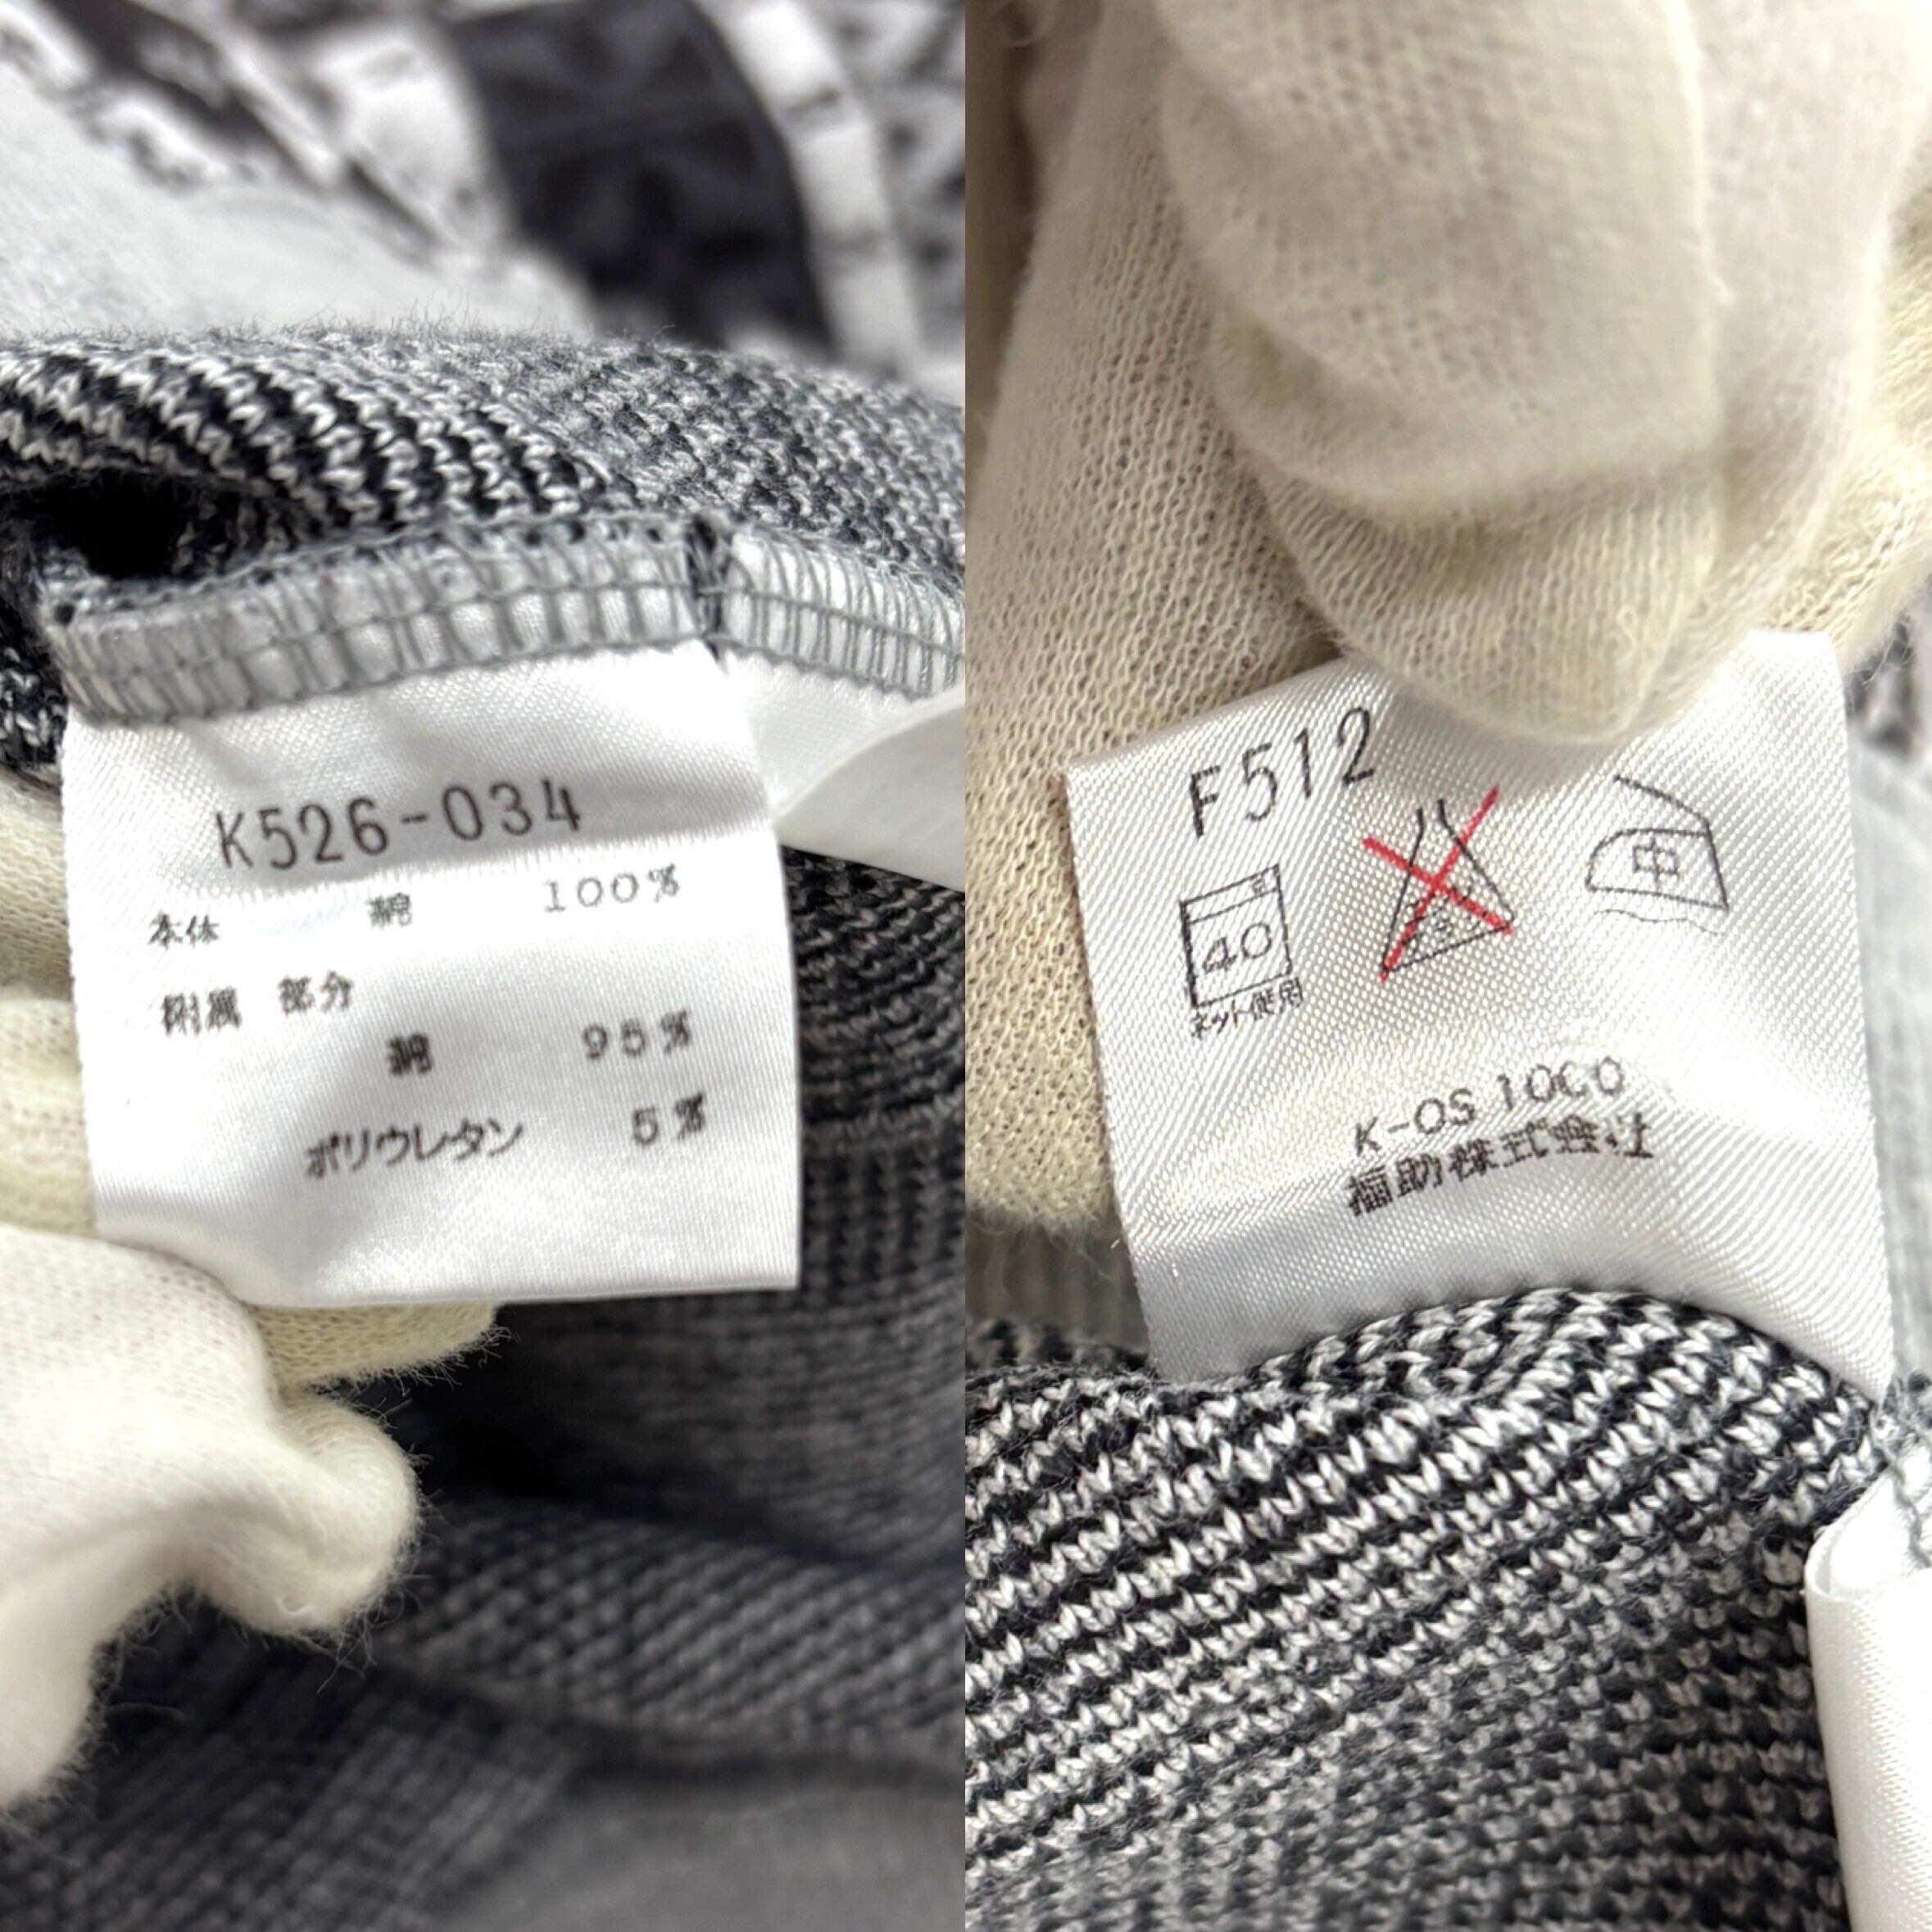 K526-034
本体 綿 100%
附属 部分
綿 95%
ポリウレタン 5%
F512
中
40
ネット使用
K-OS 1000
福助株式会社